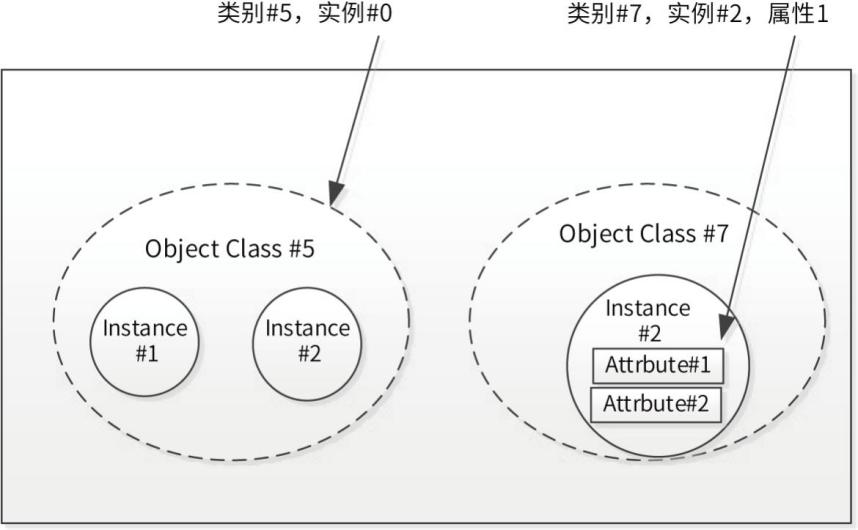 类别#5，实例#0
类别#7，实例#2，属性1
Object Class #5
Object Class #7
Instance
#1
Instance
#2
Instance
#2
Attrbute#1
Attrbute#2